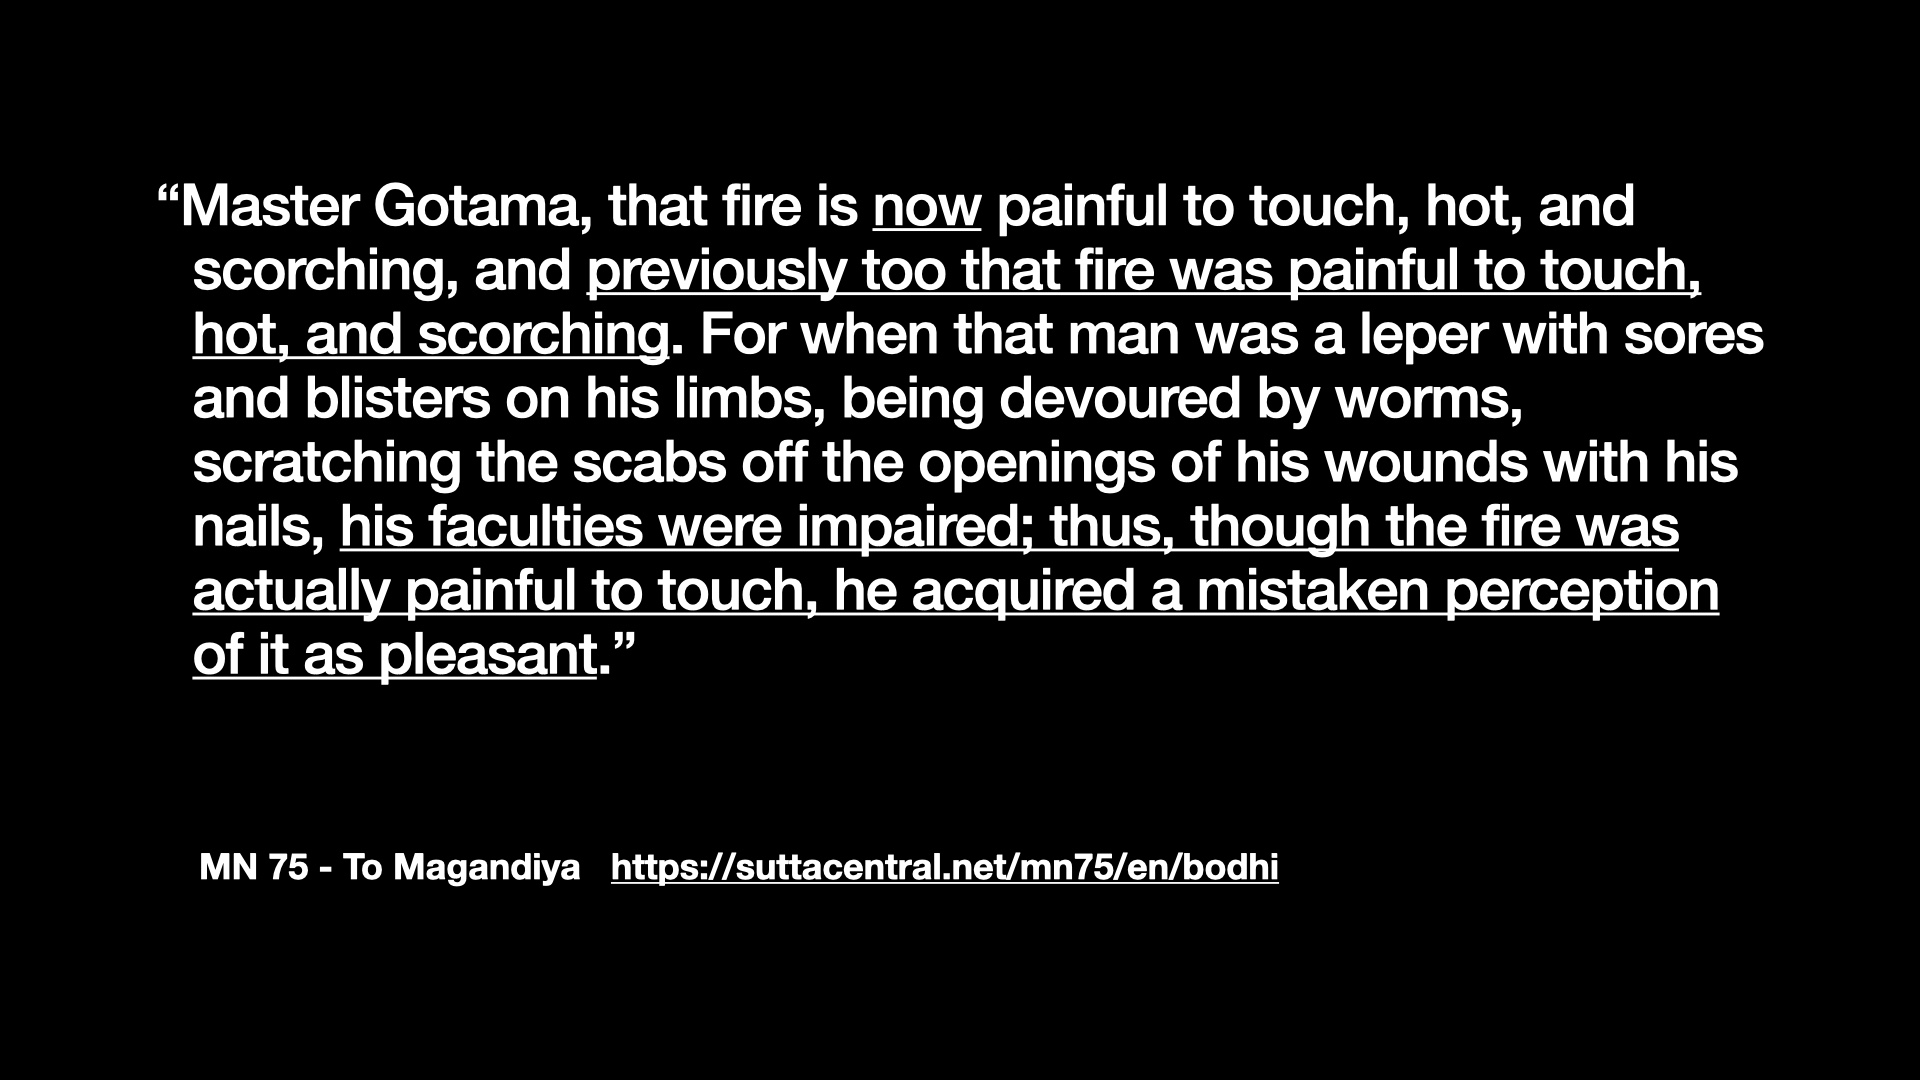 “Master Gotama, that fire is now painful to touch, hot, and
scorching, and previously too that fire was painful to touch,
hot, and scorching. For when that man was a leper with sores
and blisters on his limbs, being devoured by worms,
scratching the scabs off the openings of his wounds with his
nails, his faculties were impaired; thus, though the fire was
actually painful to touch, he acquired a mistaken perception
of it as pleasant.”
MN 75 - To Magandiya https://suttacentral.net/mn75/en/bodhi